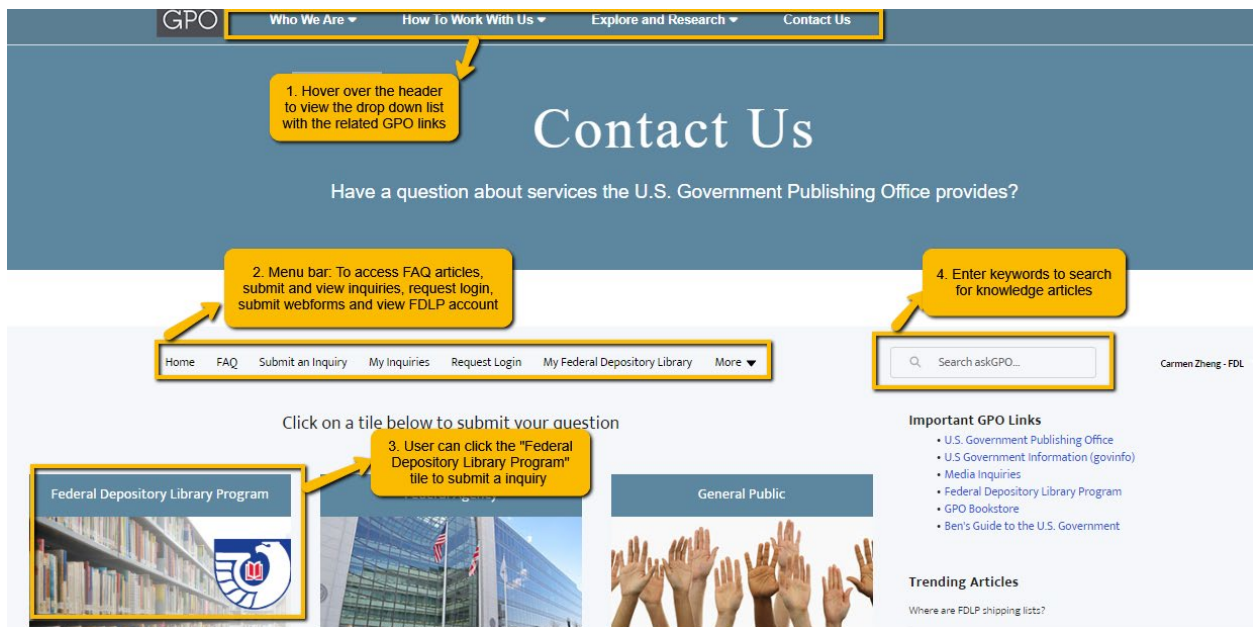 GPO
Who We Are
How To Work With Us
Explore and Research
Contact Us
1. Hover over the header
to view the drop down list
with the related GPO links
Contact Us
Have a question about services the U.S. Government Publishing Office provides?
2. Menu bar: To access FAQ articles,
submit and view inquiries, request login,
submit webforms and view FDLP account
4. Enter keywords to search
for knowledge articles
Home
FAQ
Submit an Inquiry
My Inquiries
Request Login
My Federal Depository Library
More
Search askGPO...
Carmen Zheng - FDL
Click on a tile below to submit your question
3. User can click the "Federal
Depository Library Program"
tile to submit a inquiry
Federal Depository Library Program
General Public
Important GPO Links
• U.S. Government Publishing Office
• U.S Government Information (govinfo)
• Media Inquiries
• Federal Depository Library Program
• GPO Bookstore
• Ben's Guide to the U.S. Government
Trending Articles
Where are FDLP shipping lists?